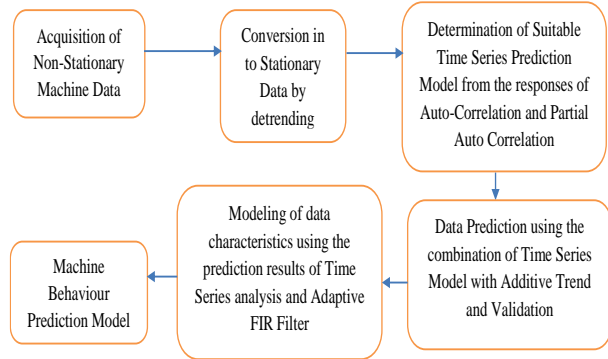 Acquisition of
Non-Stationary
Machine Data
Conversion in
to Stationary
Data by
detrending
Determination of Suitable
Time Series Prediction
Model from the responses of
Auto-Correlation and Partial
Auto Correlation
Data Prediction using the
combination of Time Series
Model with Additive Trend
and Validation
Modeling of data
characteristics using the
prediction results of Time
Series analysis and Adaptive
FIR Filter
Machine
Behaviour
Prediction Model